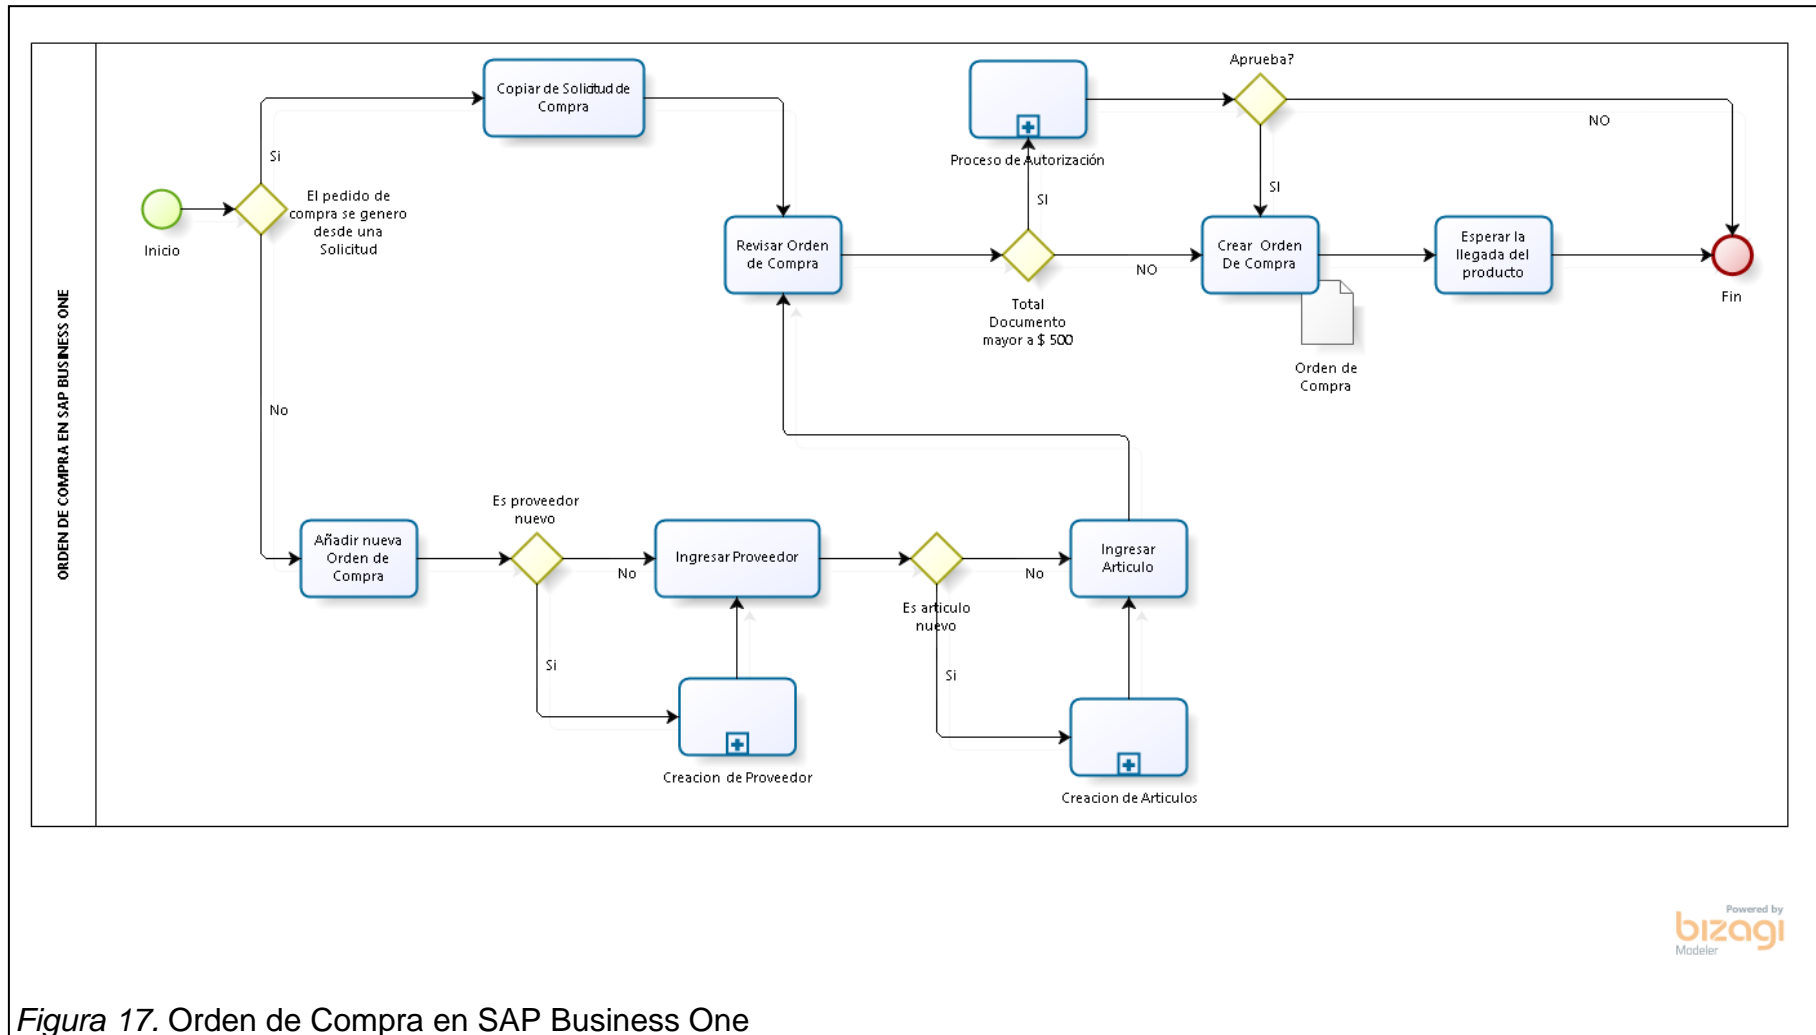 ORDEN DE COMPRA EN SAP BUSINESS ONE
Inicio
Si
El pedido de
compra se genero
desde una
Solicitud
No
Copiar de Solicitud de
Compra
Revisar Orden
de Compra
Total
Documento
mayor a $ 500
SI
NO
Proceso de Autorización
Aprueba?
SI
NO
Crear Orden
De Compra
Orden de
Compra
Esperar la
llegada del
producto
Fin
Añadir nueva
Orden de
Compra
Es proveedor
nuevo
No
Si
Ingresar Proveedor
Creacion de Proveedor
Es articulo
nuevo
No
Si
Ingresar
Articulo
Creacion de Articulos
Powered by
bizagi
Modeler
Figura 17. Orden de Compra en SAP Business One